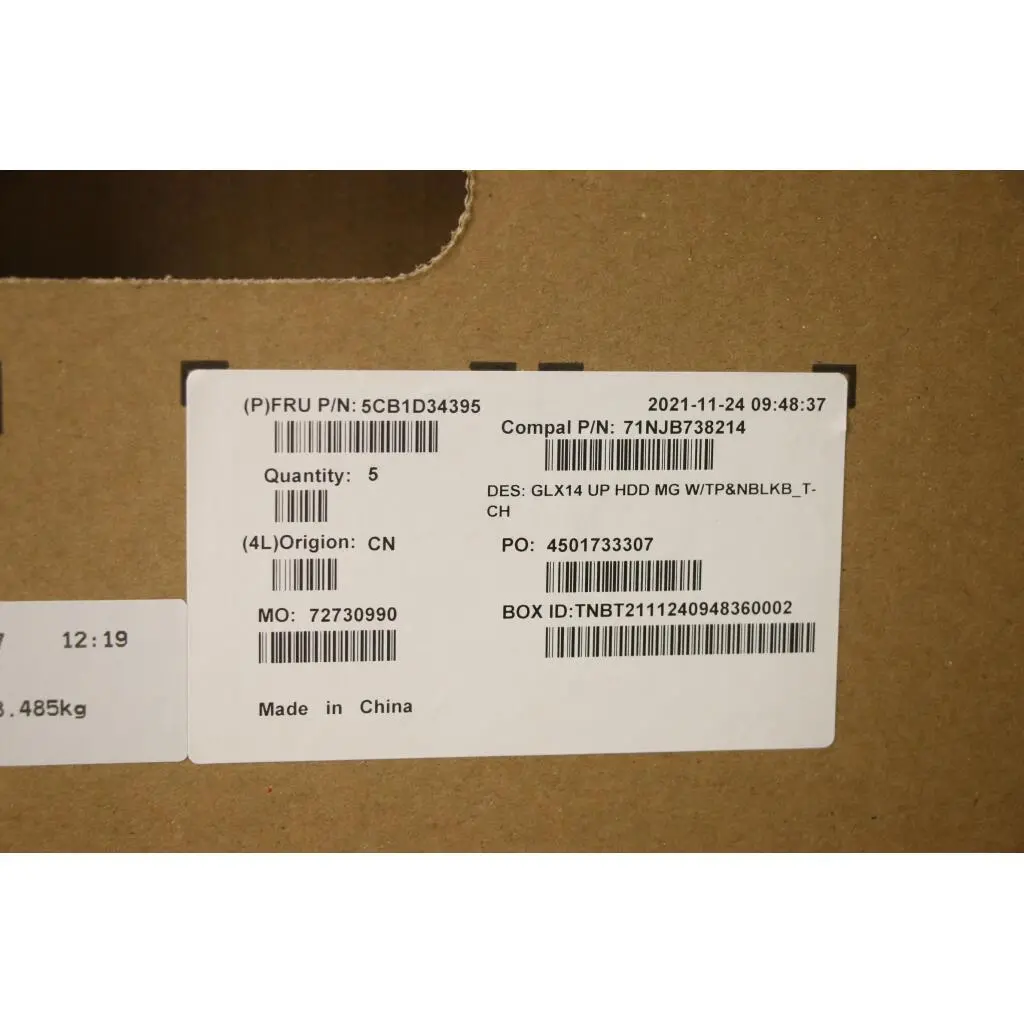 (P)FRU P/N: 5CB1D34395
2021-11-24 09:48:37
Compal P/N: 71NJB738214
Quantity: 5
DES: GLX14 UP HDD MG W/TP&NBLKB_T-
CH
(4L)Origion: CN
PO: 4501733307
MO: 72730990
BOX ID:TNBT2111240948360002
Made in China
12:19
.485kg